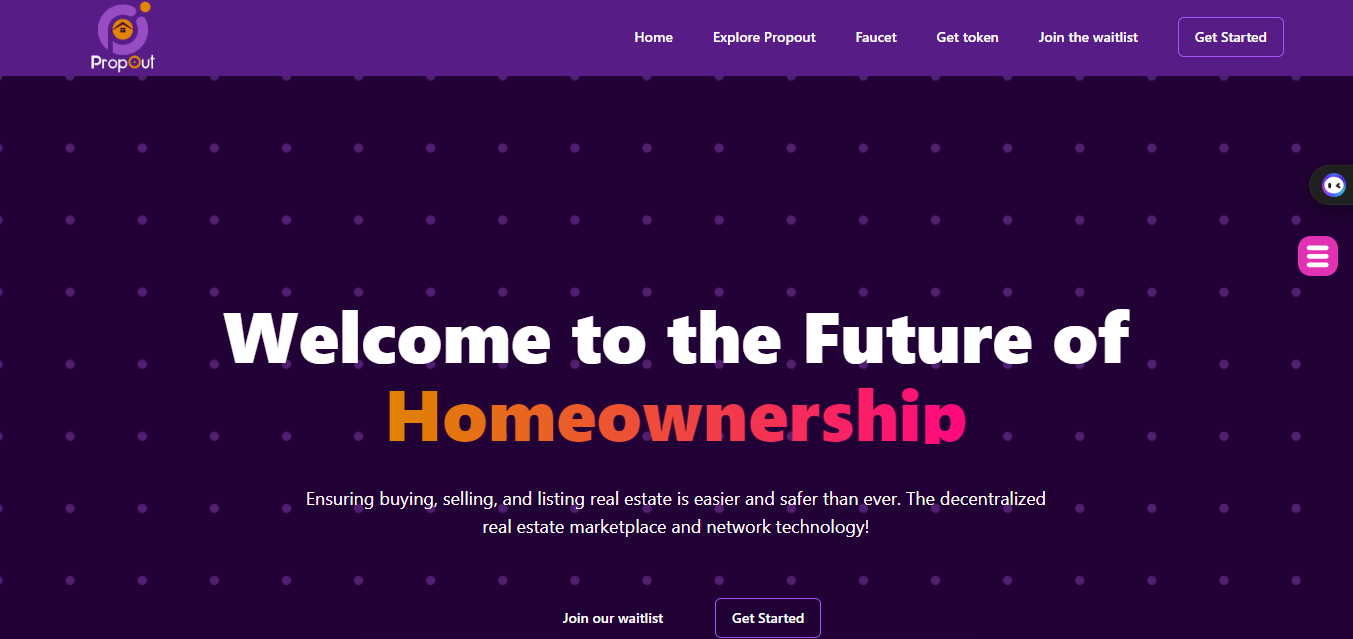 PropOut
Home
Explore Propout
Faucet
Get token
Join the waitlist
Get Started
Welcome to the Future of
Homeownership
Ensuring buying, selling, and listing real estate is easier and safer than ever. The decentralized
real estate marketplace and network technology!
Join our waitlist
Get Started